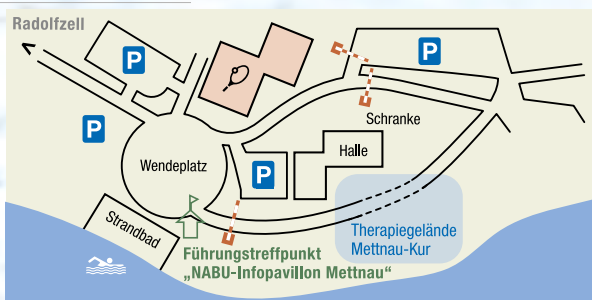 Radolfzell
P
P
P
Schranke
Wendeplatz
P
Halle
Strandbad
Therapiegelände
Mettnau-Kur
Führungstreffpunkt
„NABU-Infopavillon Mettnau“